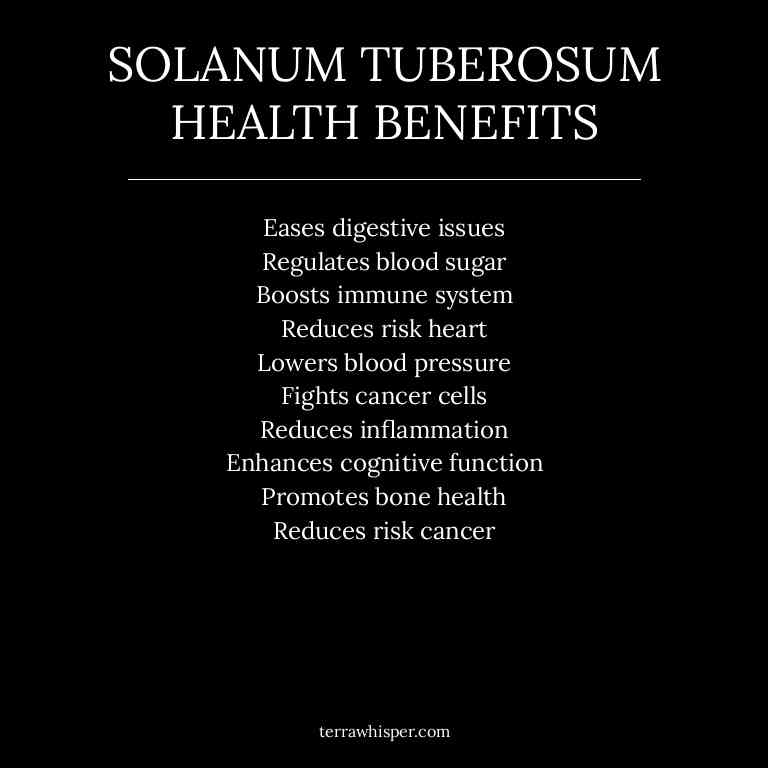 SOLANUM TUBEROSUM
HEALTH BENEFITS
Eases digestive issues
Regulates blood sugar
Boosts immune system
Reduces risk heart
Lowers blood pressure
Fights cancer cells
Reduces inflammation
Enhances cognitive function
Promotes bone health
Reduces risk cancer
terrawhisper.com